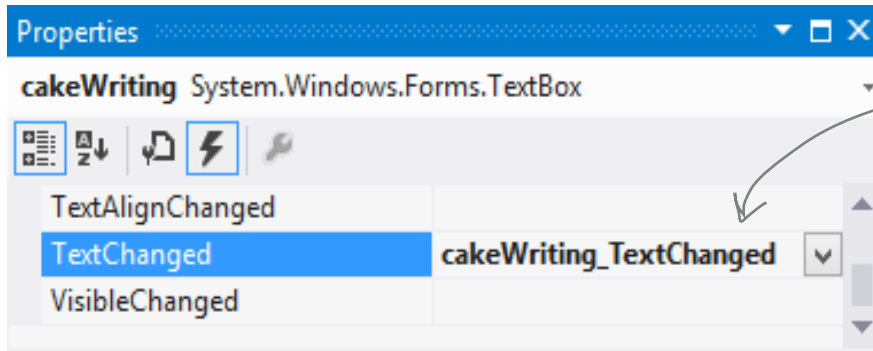 Properties
cakeWriting System.Windows.Forms.TextBox
TextAlignChanged
TextChanged cakeWriting_TextChanged
VisibleChanged